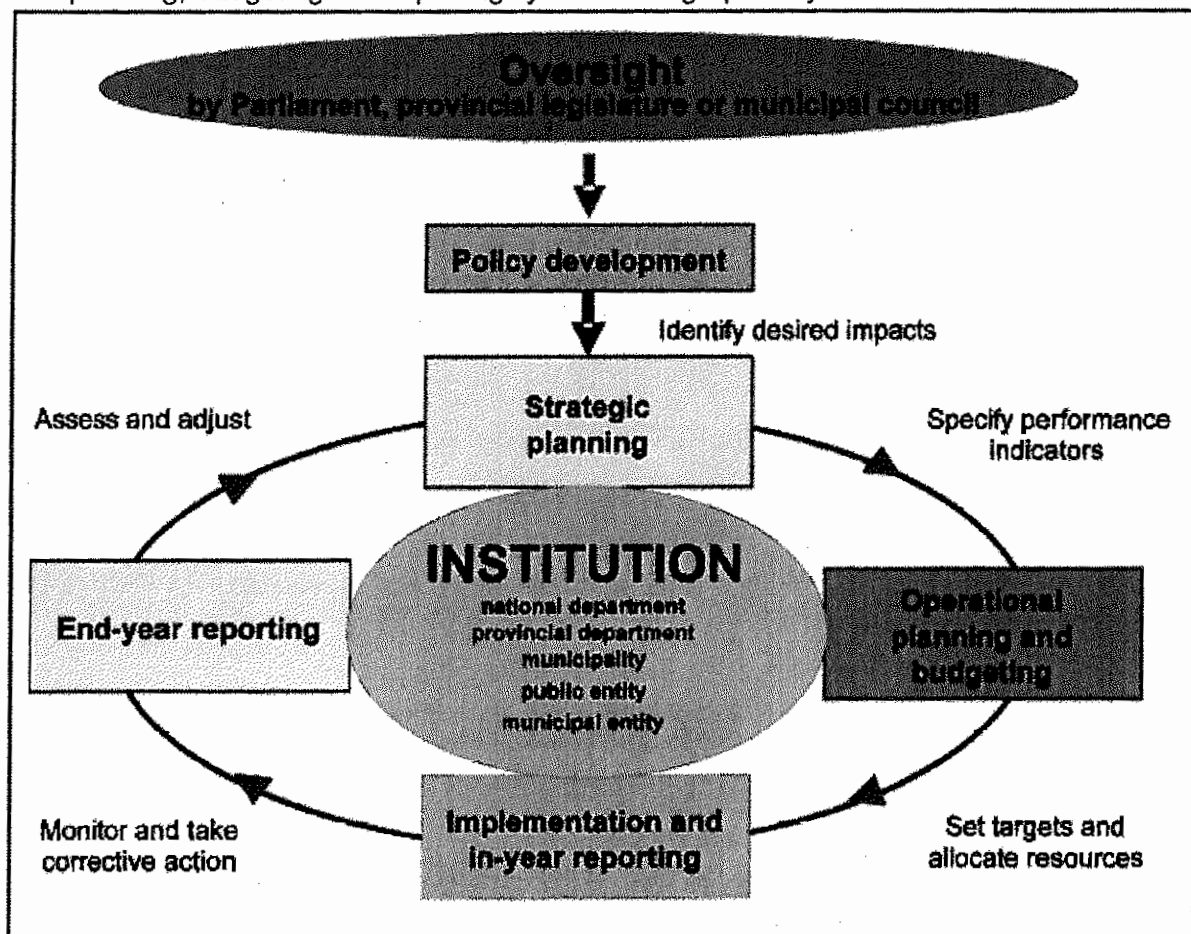 Oversight
by Parliament, provincial legislature or municipal council
Policy development
Identify desired impacts
Strategic
planning
Assess and adjust
Specify performance
indicators
INSTITUTION
national department
provincial department
municipality
public entity
municipal entity
End-year reporting
Operational
planning and
budgeting
Implementation and
in-year reporting
Monitor and take
corrective action
Set targets and
allocate resources